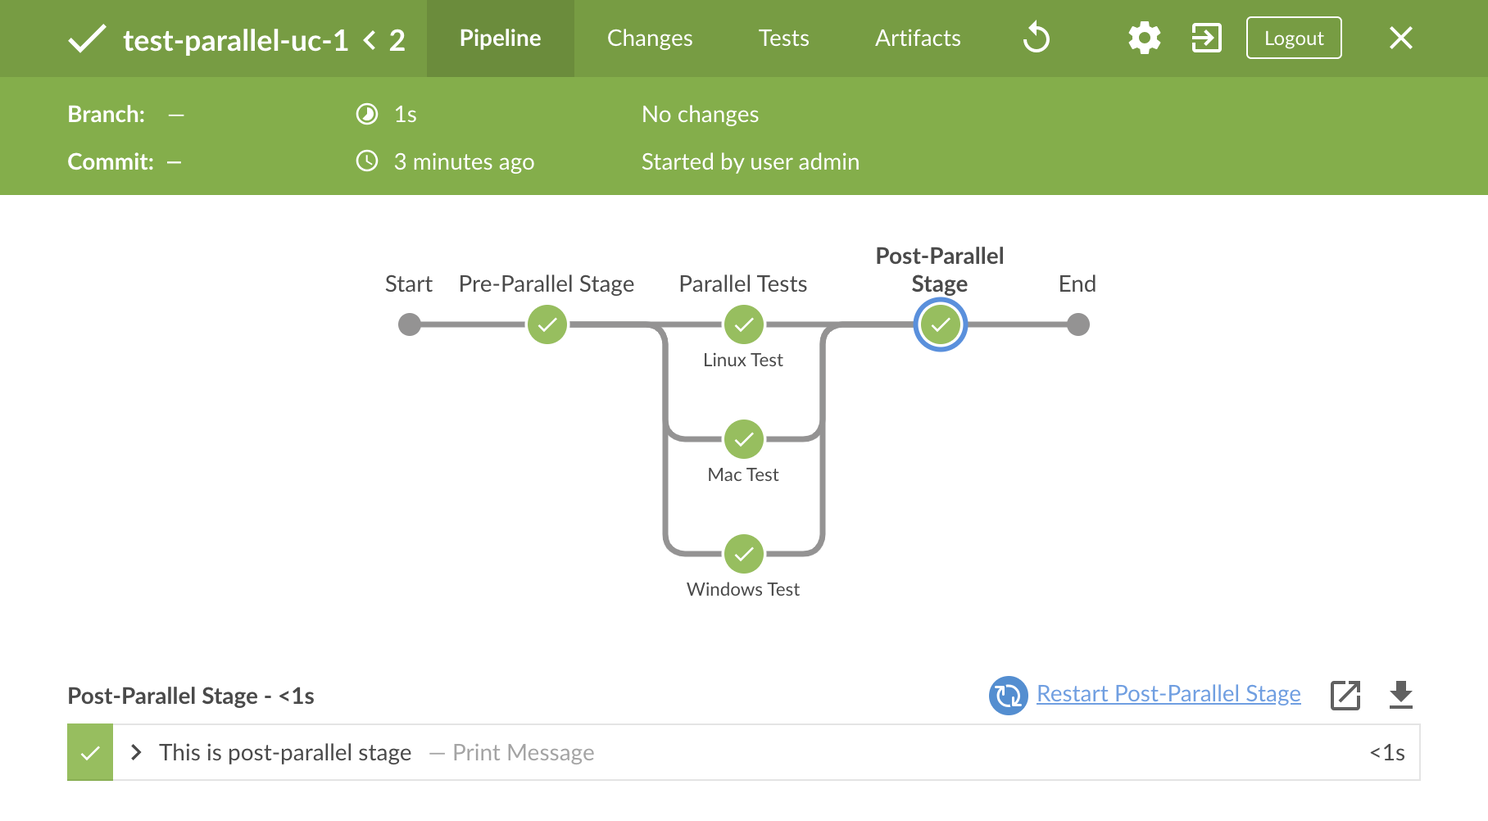 test-parallel-uc-1 < 2
Pipeline
Changes
Tests
Artifacts
Logout
Branch: —
1s
No changes
Commit: —
3 minutes ago
Started by user admin
Start
Pre-Parallel Stage
Parallel Tests
Post-Parallel
Stage
End
Linux Test
Mac Test
Windows Test
Post-Parallel Stage - <1s
Restart Post-Parallel Stage
This is post-parallel stage — Print Message
<1s